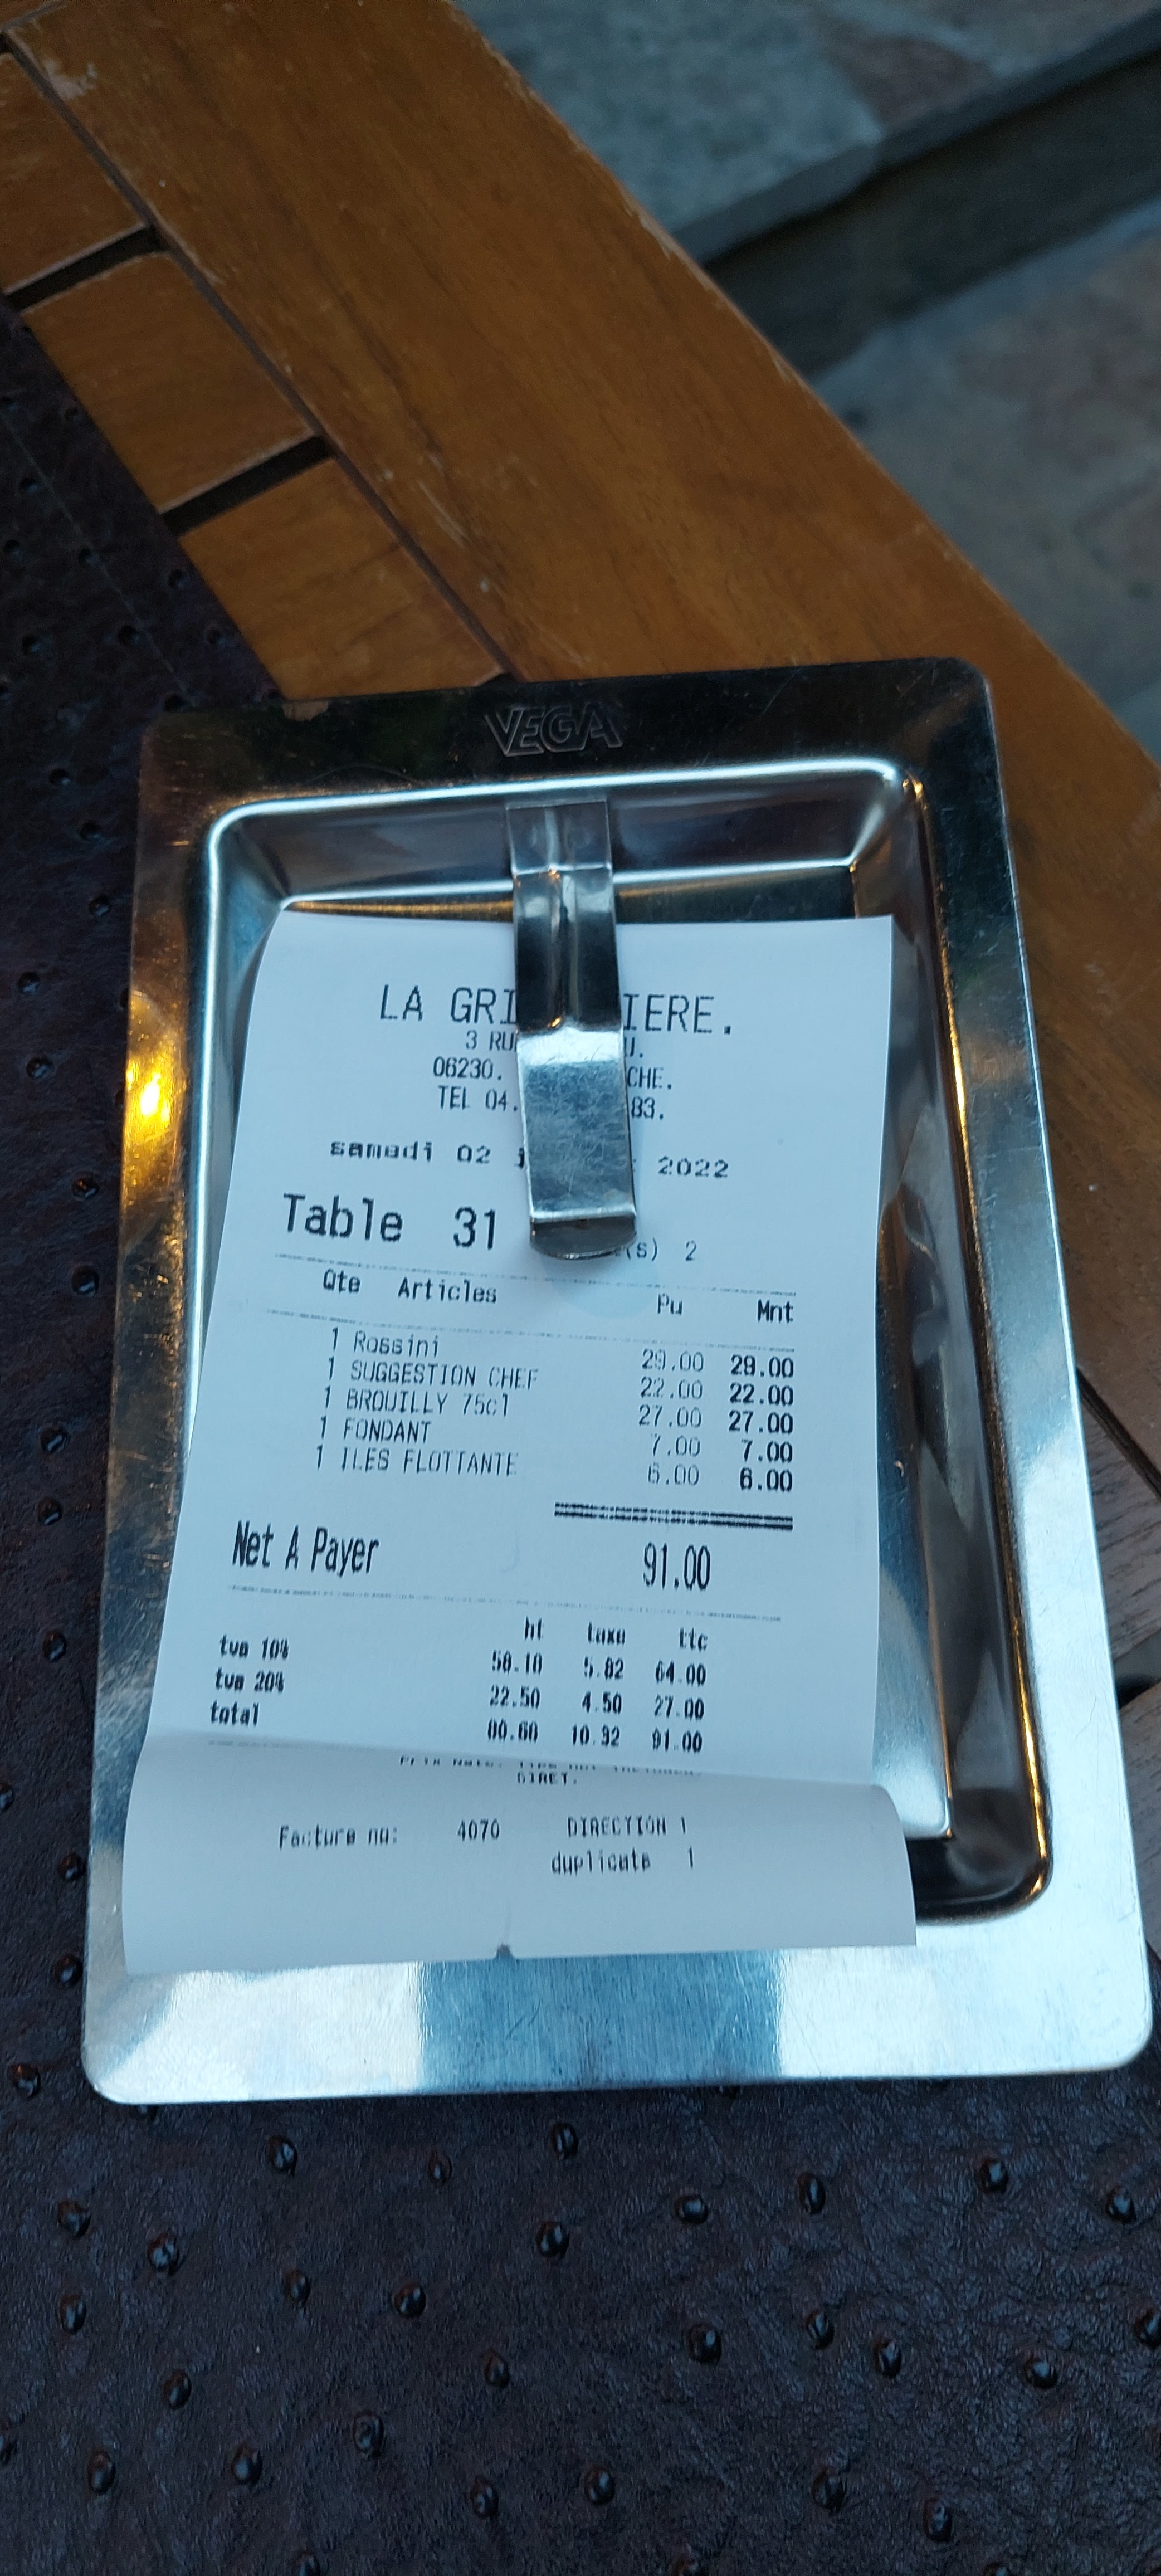 VEGA
LA GRI IERE.
3 RU U.
06230. CHE.
TEL 04. 83.
samedi 02 j t 2022
Table 31 (s) 2
Qte Articles Pu Mnt
1 Rossini 29.00 29.00
1 SUGGESTION CHEF 22.00 22.00
1 BROUILLY 75cl 27.00 27.00
1 FONDANT 7.00 7.00
1 ILES FLOTTANTE 6.00 6.00
Net A Payer 91.00
ht taxe ttc
tva 10% 58.18 5.82 64.00
tva 20% 22.50 4.50 27.00
total 80.68 10.32 91.00
Prix Nets.
DIRET.
Facture no: 4070 DIRECTION 1
duplicata 1